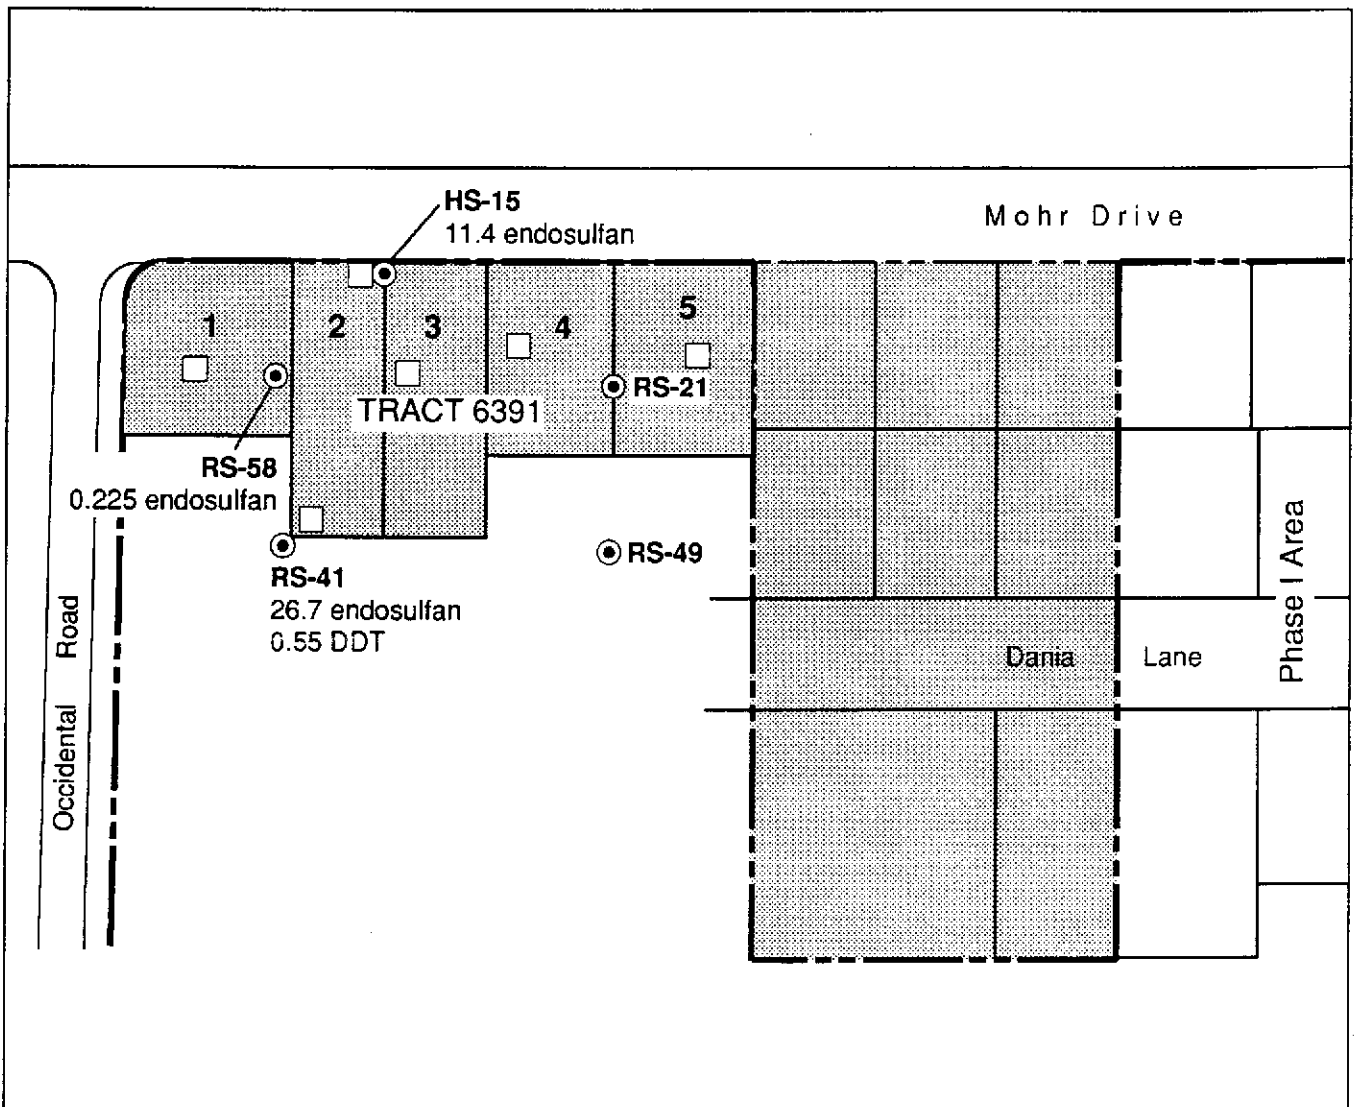 HS-15
11.4 endosulfan
Mohr Drive
1
2
3
4
5
RS-21
TRACT 6391
RS-58
0.225 endosulfan
RS-49
RS-41
26.7 endosulfan
0.55 DDT
Occidental Road
Dania Lane
Phase I Area